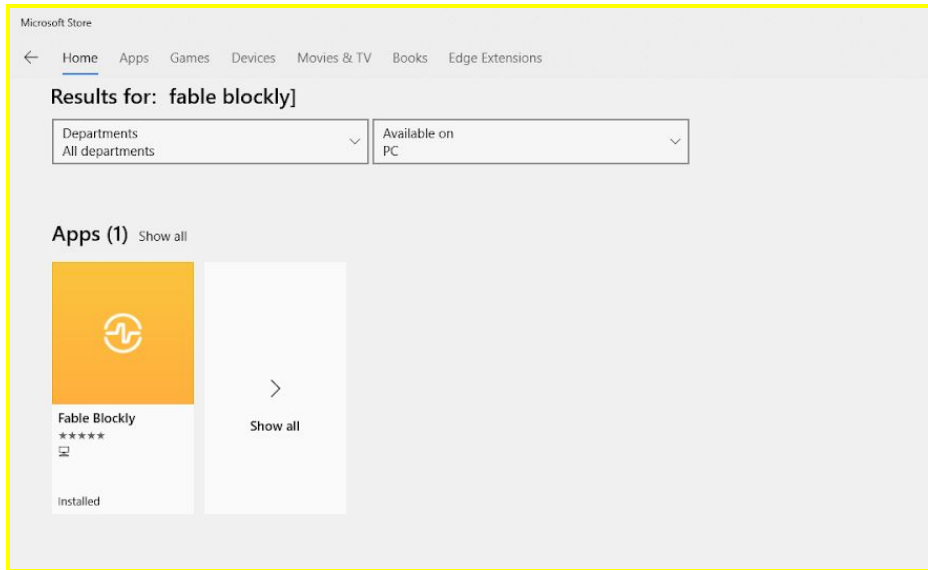 Microsoft Store
Home Apps Games Devices Movies & TV Books Edge Extensions
Results for: fable blockly]
Departments
All departments
Available on
PC
Apps (1) Show all
Fable Blockly
Installed
Show all